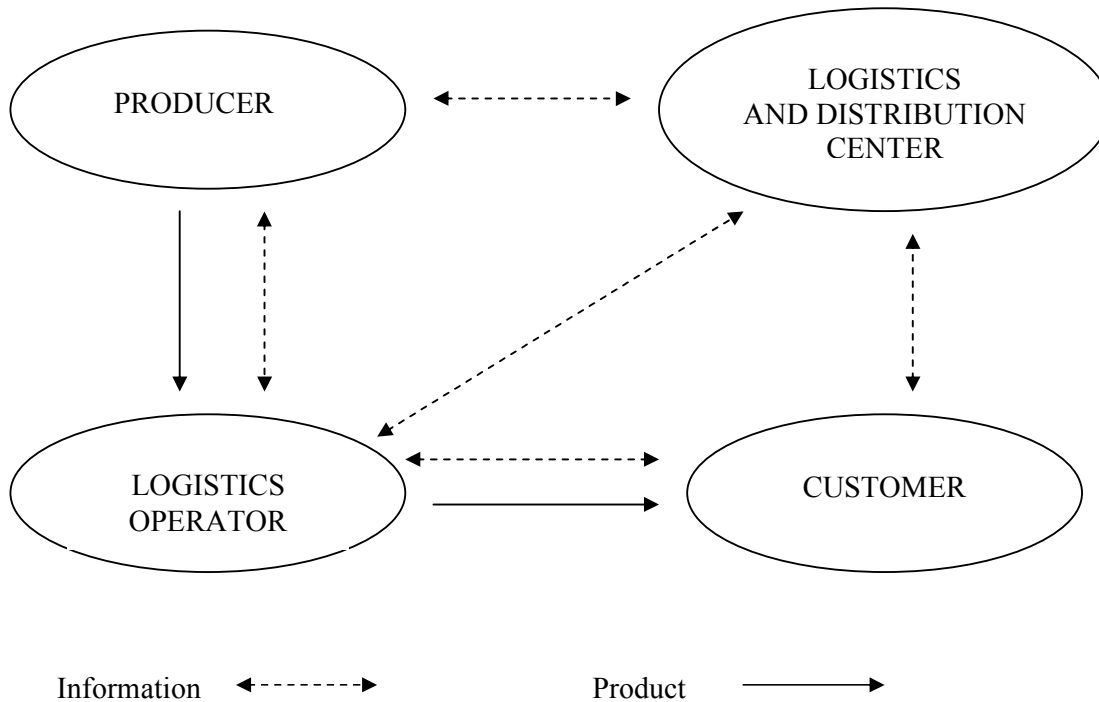 PRODUCER
LOGISTICS
AND DISTRIBUTION
CENTER
LOGISTICS
OPERATOR
CUSTOMER
Information
Product